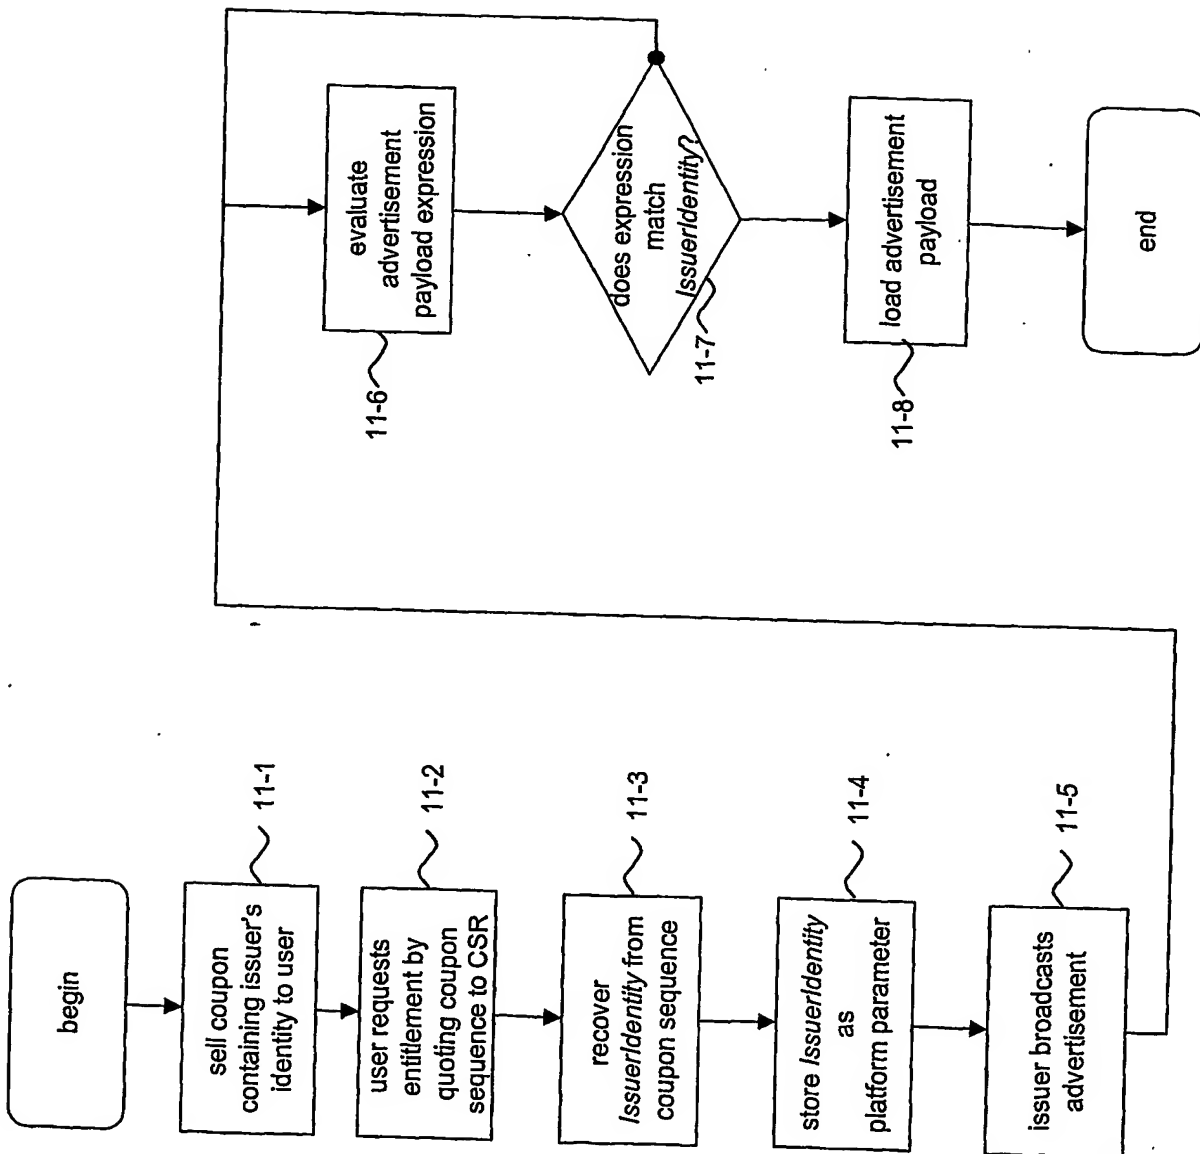 begin
sell coupon
containing issuer's
identity to user
11-1
user requests
entitlement by
quoting coupon
sequence to CSR
11-2
recover
IssuerIdentity from
coupon sequence
11-3
store IssuerIdentity
as
platform parameter
11-4
issuer broadcasts
advertisement
11-5
evaluate
advertisement
payload expression
11-6
does expression
match
IssuerIdentity?
11-7
load advertisement
payload
11-8
end